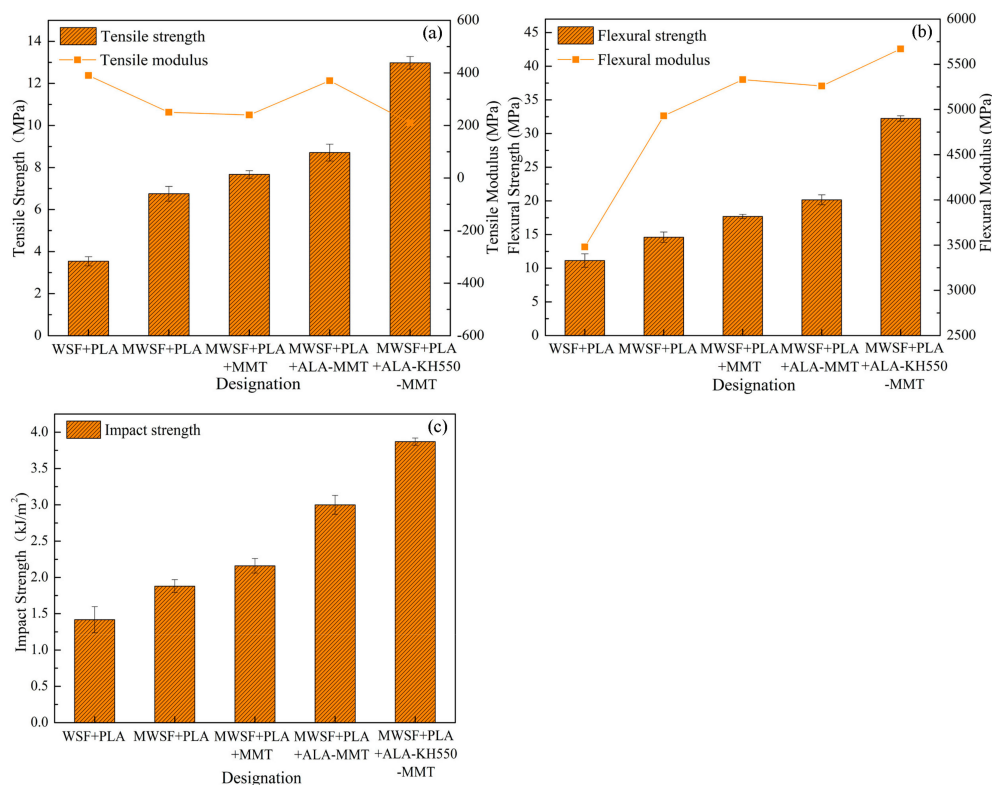 (a)
Tensile strength
Tensile modulus
14
12
10
8
6
4
2
0
Tensile Strength（MPa)
600
400
200
0
-200
-400
-600
Tensile Modulus (MPa)
WSF+PLA MWSF+PLA MWSF+PLA MWSF+PLA MWSF+PLA
+MMT +ALA-MMT +ALA-KH550
-MMT
Designation
(b)
Flexural strength
Flexural modulus
45
40
35
30
25
20
15
10
5
0
Flexural Strength (MPa)
6000
5500
5000
4500
4000
3500
3000
2500
Flexural Modulus (MPa)
WSF+PLA MWSF+PLA MWSF+PLA MWSF+PLA MWSF+PLA
+MMT +ALA-MMT +ALA-KH550
-MMT
Designation
(c)
Impact strength
4.0
3.5
3.0
2.5
2.0
1.5
1.0
0.5
0.0
Impact Strength（kJ/m²)
WSF+PLA MWSF+PLA MWSF+PLA MWSF+PLA MWSF+PLA
+MMT +ALA-MMT +ALA-KH550
-MMT
Designation